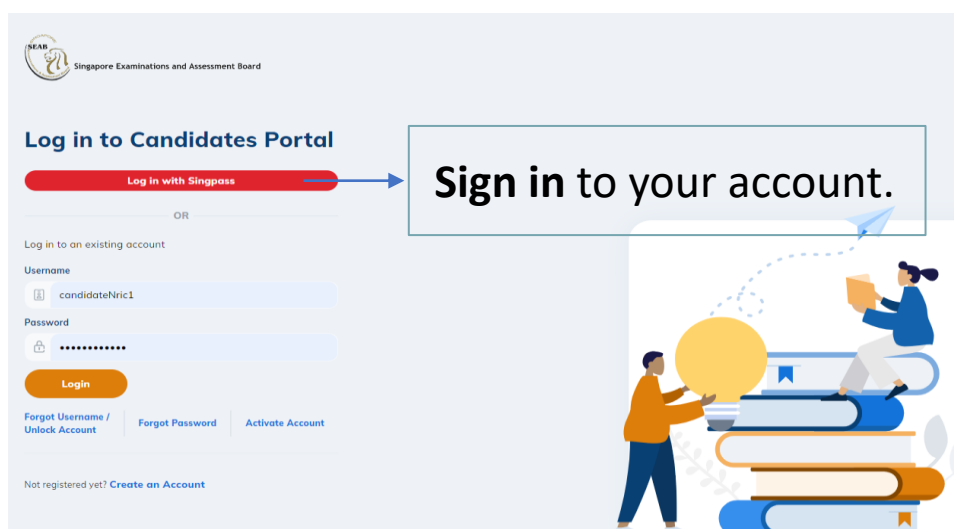 SEAB
Singapore Examinations and Assessment Board
Log in to Candidates Portal
Log in with Singpass
Sign in to your account.
OR
Log in to an existing account
Username
candidateNric1
Password
••••••••••••
Login
Forgot Username /
Unlock Account
Forgot Password
Activate Account
Not registered yet? Create an Account